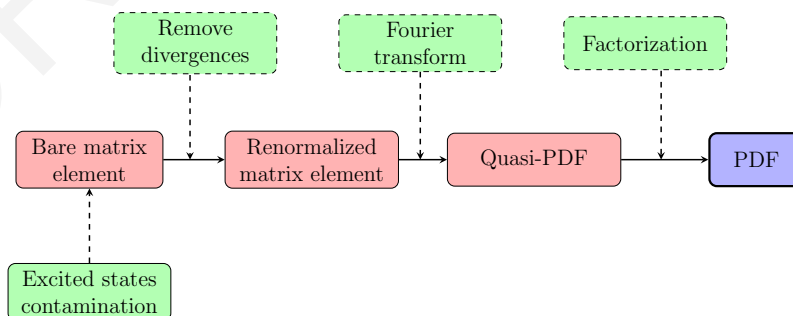 Remove
divergences
Fourier
transform
Factorization
Bare matrix
element
Renormalized
matrix element
Quasi-PDF
PDF
Excited states
contamination